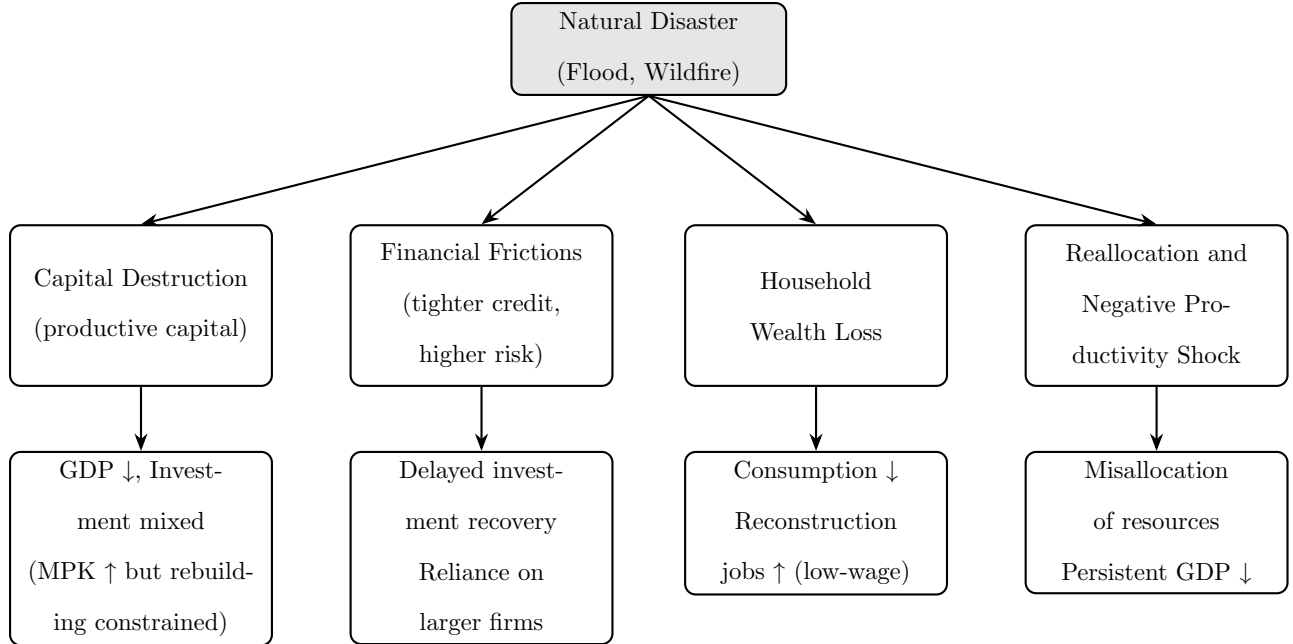 Natural Disaster
(Flood, Wildfire)
Capital Destruction
(productive capital)
Financial Frictions
(tighter credit,
higher risk)
Household
Wealth Loss
Reallocation and
Negative Pro-
ductivity Shock
GDP ↓, Invest-
ment mixed
(MPK ↑ but rebuild-
ing constrained)
Delayed invest-
ment recovery
Reliance on
larger firms
Consumption ↓
Reconstruction
jobs ↑ (low-wage)
Misallocation
of resources
Persistent GDP ↓